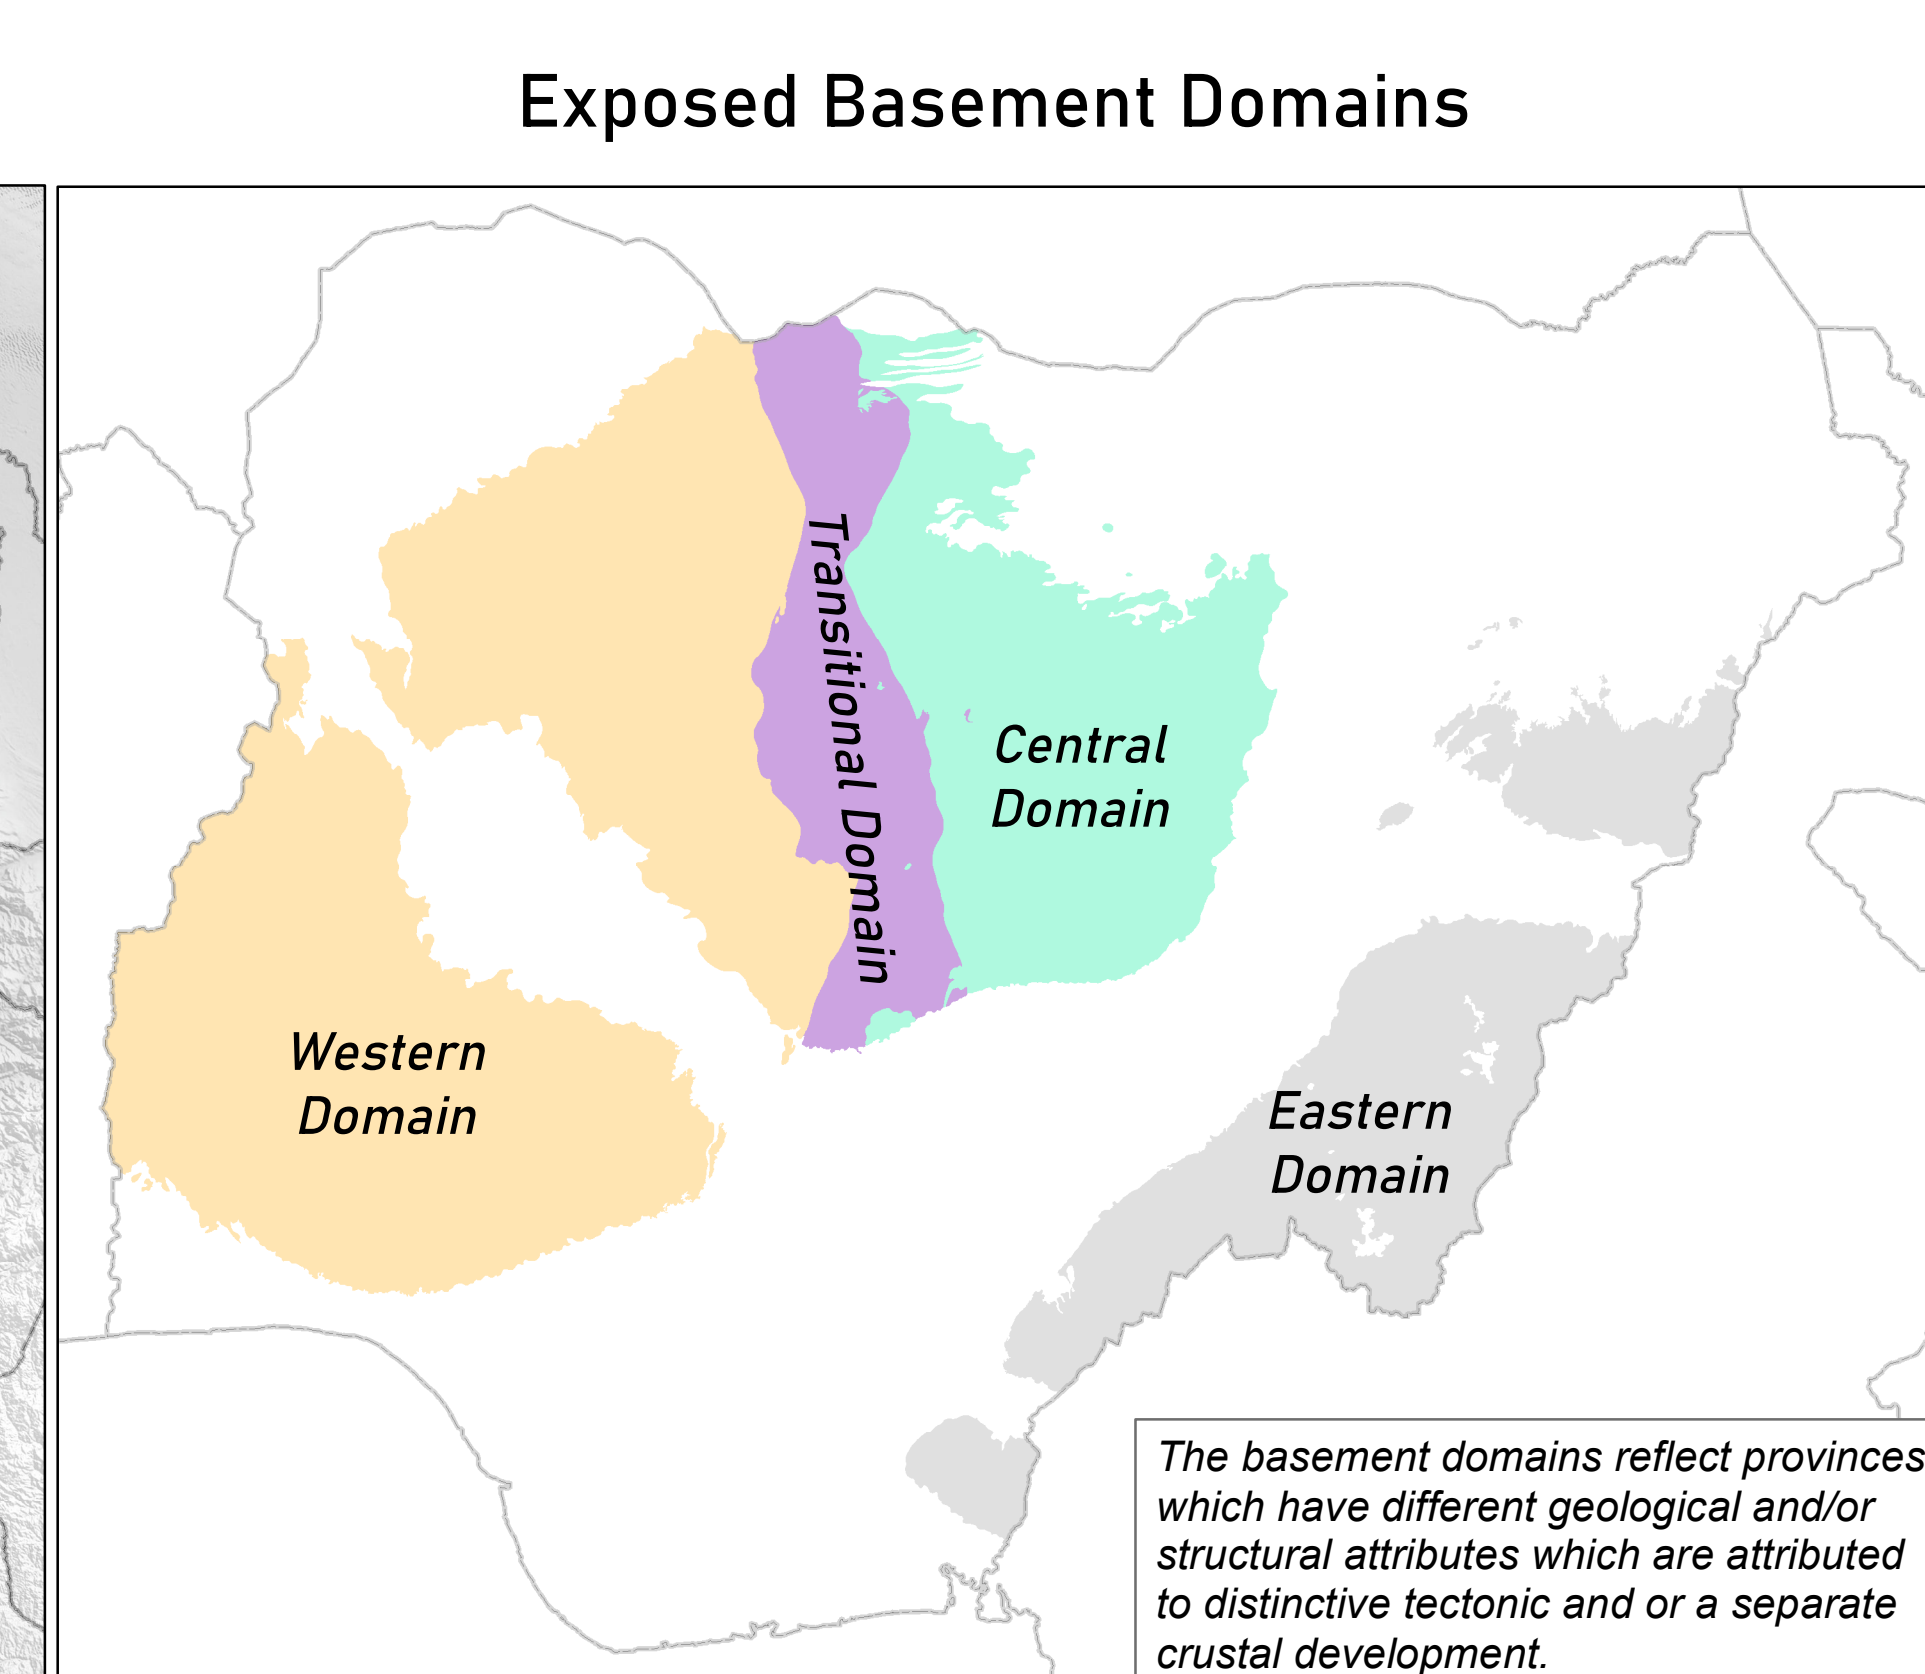 Exposed Basement Domains
Transitional Domain
Central
Domain
Western
Domain
Eastern
Domain
The basement domains reflect provinces
which have different geological and/or
structural attributes which are attributed
to distinctive tectonic and or a separate
crustal development.